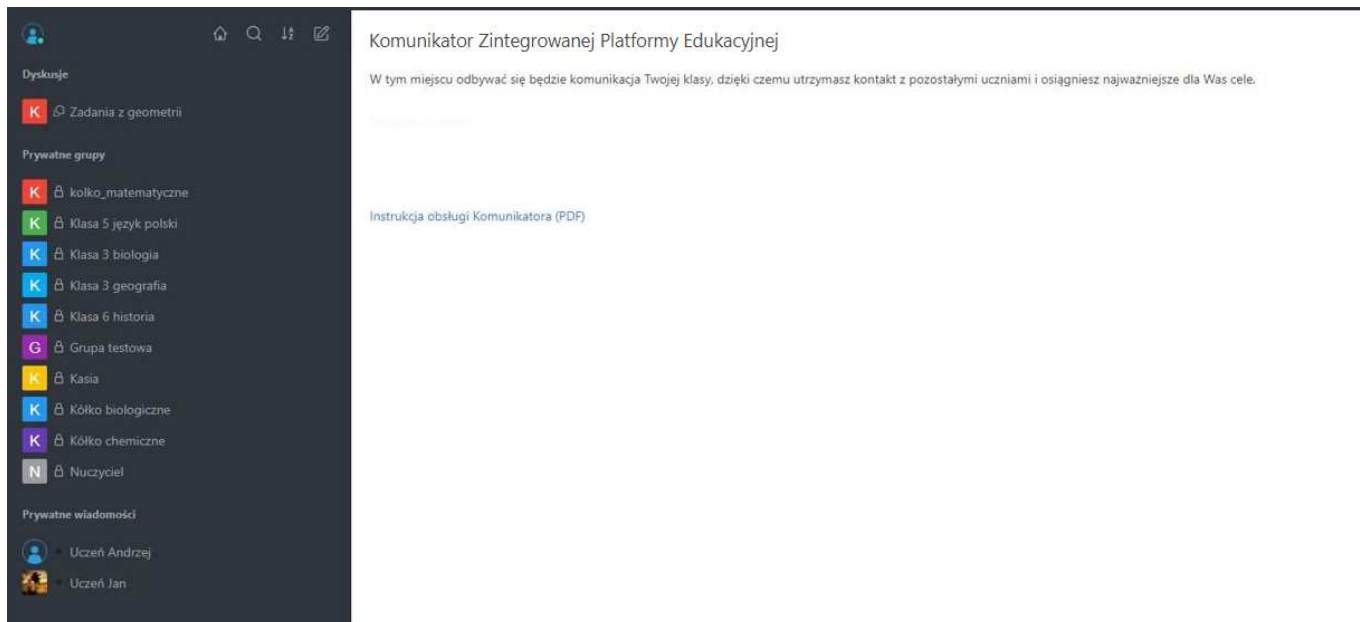 Dyskusje
K Zadania z geometrii
Prywatne grupy
K kolko_matematyczne
K Klasa 5 język polski
K Klasa 3 biologia
K Klasa 3 geografia
K Klasa 6 historia
G Grupa testowa
K Kasia
K Kółko biologiczne
K Kółko chemiczne
N Nuczyciel
Prywatne wiadomości
Uczeń Andrzej
Uczeń Jan
Komunikator Zintegrowanej Platformy Edukacyjnej
W tym miejscu odbywać się będzie komunikacja Twojej klasy, dzięki czemu utrzymasz kontakt z pozostałymi uczniami i osiągniesz najważniejsze dla Was cele.
Instrukcja obsługi Komunikatora (PDF)